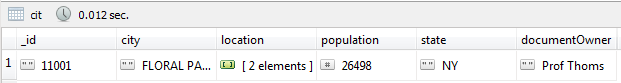 cit 0.012 sec.
_id city location population state documentOwner
1 "" 11001 "" FLORAL PA... [ 2 elements ] # 26498 "" NY "" Prof Thoms